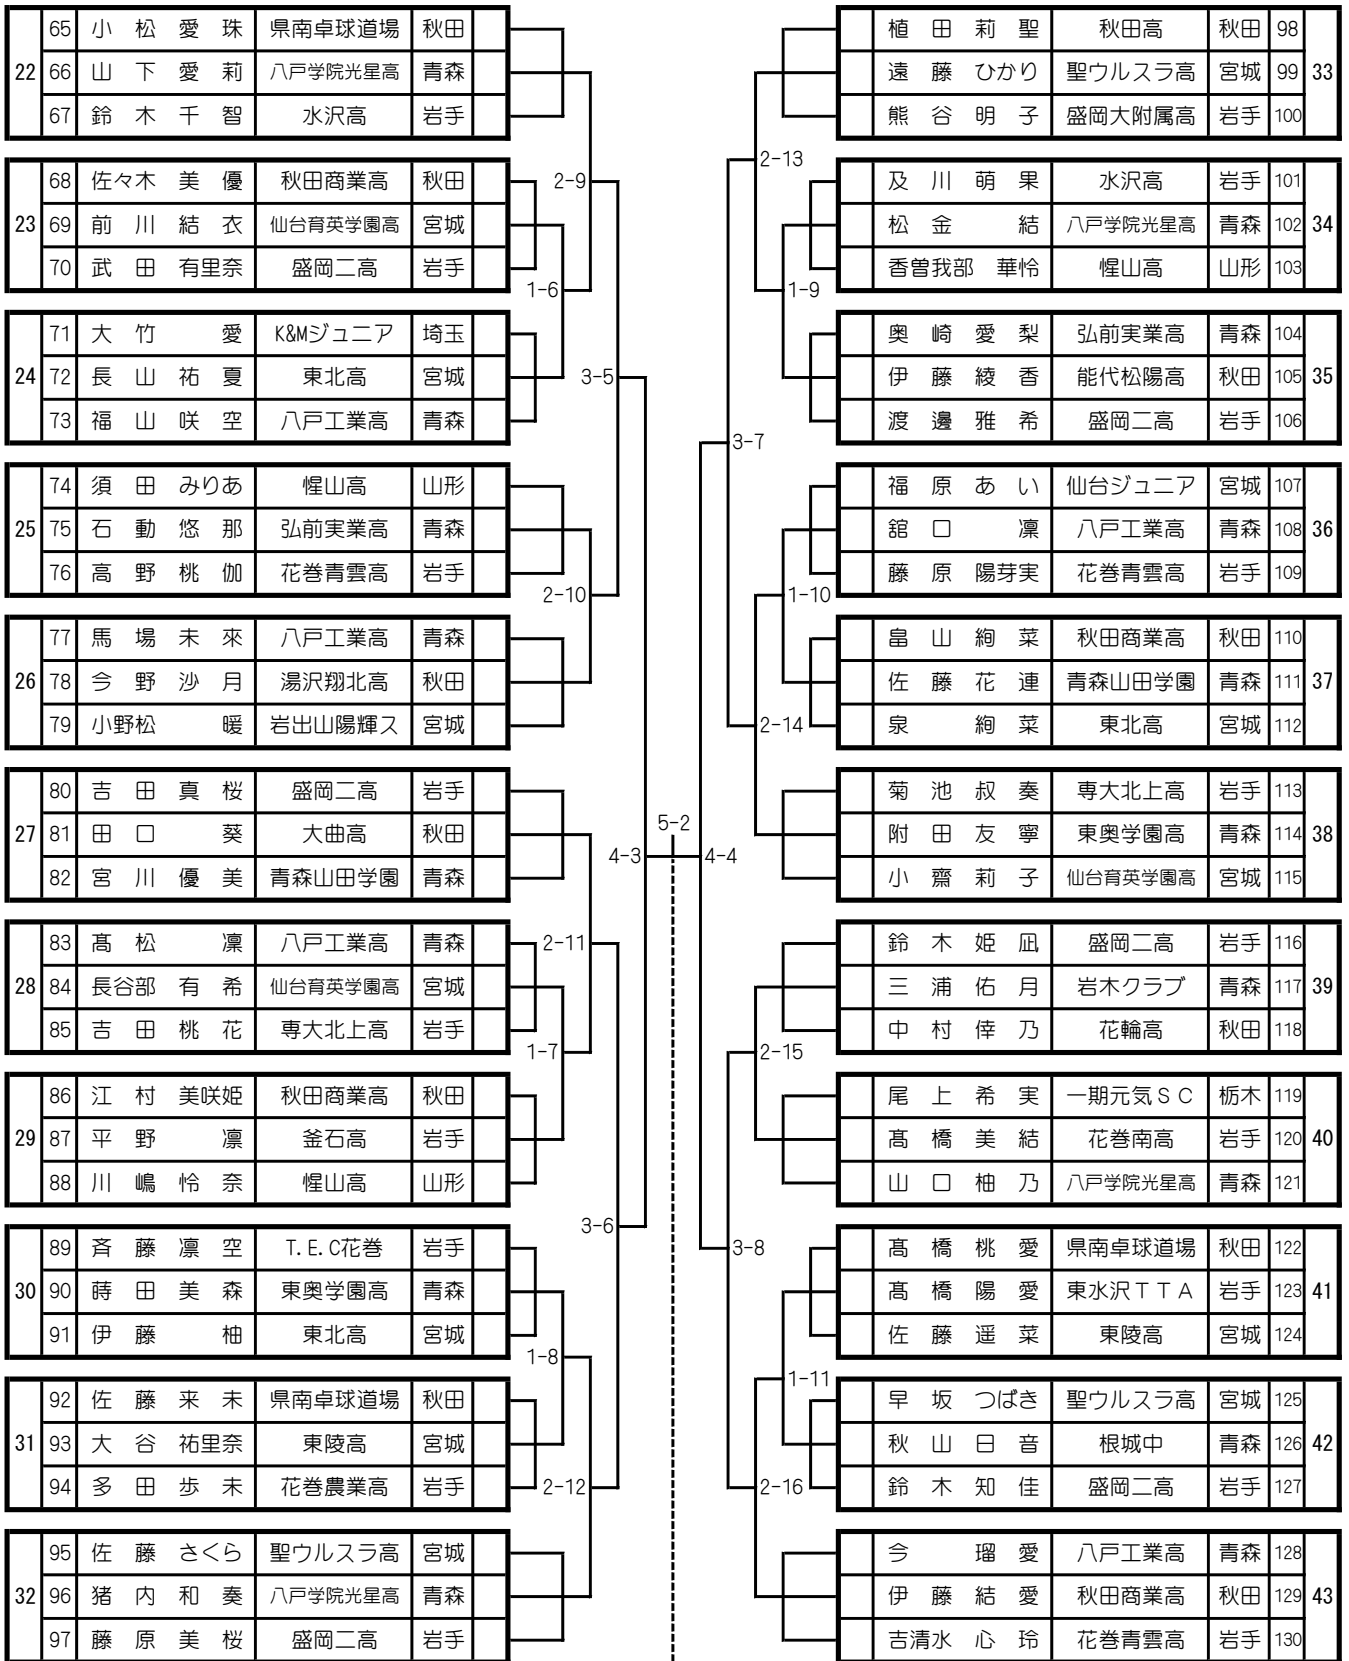 22
65 小松愛珠 県南卓球道場 秋田
66 山下愛莉 八戸学院光星高 青森
67 鈴木千智 水沢高 岩手
2-9
23
68 佐々木美優 秋田商業高 秋田
69 前川結衣 仙台育英学園高 宮城
70 武田有里奈 盛岡二高 岩手
1-6
24
71 大竹愛 K&Mジュニア 埼玉
72 長山祐夏 東北高 宮城
73 福山咲空 八戸工業高 青森
3-5
25
74 須田みりあ 惺山高 山形
75 石動悠那 弘前実業高 青森
76 高野桃伽 花巻青雲高 岩手
2-10
26
77 馬場未來 八戸工業高 青森
78 今野沙月 湯沢翔北高 秋田
79 小野松暖 岩出山陽輝ス 宮城
27
80 吉田真桜 盛岡二高 岩手
81 田口葵 大曲高 秋田
82 宮川優美 青森山田学園 青森
4-3
28
83 髙松凛 八戸工業高 青森
84 長谷部有希 仙台育英学園高 宮城
85 吉田桃花 専大北上高 岩手
2-11
1-7
29
86 江村美咲姫 秋田商業高 秋田
87 平野凛 釜石高 岩手
88 川嶋怜奈 惺山高 山形
3-6
30
89 斉藤凛空 T.E.C花巻 岩手
90 蒔田美森 東奥学園高 青森
91 伊藤柚 東北高 宮城
1-8
31
92 佐藤来未 県南卓球道場 秋田
93 大谷祐里奈 東陵高 宮城
94 多田歩未 花巻農業高 岩手
2-12
32
95 佐藤さくら 聖ウルスラ高 宮城
96 猪内和奏 八戸学院光星高 青森
97 藤原美桜 盛岡二高 岩手
5-2
植田莉聖 秋田高 秋田 98
遠藤ひかり 聖ウルスラ高 宮城 99
熊谷明子 盛岡大附属高 岩手 100
33
2-13
及川萌果 水沢高 岩手 101
松金結 八戸学院光星高 青森 102
香曽我部華怜 惺山高 山形 103
34
1-9
奥崎愛梨 弘前実業高 青森 104
伊藤綾香 能代松陽高 秋田 105
渡邊雅希 盛岡二高 岩手 106
35
3-7
福原あい 仙台ジュニア 宮城 107
舘口凛 八戸工業高 青森 108
藤原陽芽実 花巻青雲高 岩手 109
36
1-10
畠山絢菜 秋田商業高 秋田 110
佐藤花連 青森山田学園 青森 111
泉絢菜 東北高 宮城 112
37
2-14
菊池叔奏 専大北上高 岩手 113
附田友寧 東奥学園高 青森 114
小齋莉子 仙台育英学園高 宮城 115
38
4-4
鈴木姫凪 盛岡二高 岩手 116
三浦佑月 岩木クラブ 青森 117
中村倖乃 花輪高 秋田 118
39
2-15
尾上希実 一期元気SC 栃木 119
髙橋美結 花巻南高 岩手 120
山口柚乃 八戸学院光星高 青森 121
40
3-8
髙橋桃愛 県南卓球道場 秋田 122
髙橋陽愛 東水沢TTA 岩手 123
佐藤遥菜 東陵高 宮城 124
41
1-11
早坂つばき 聖ウルスラ高 宮城 125
秋山日音 根城中 青森 126
鈴木知佳 盛岡二高 岩手 127
42
2-16
今瑠愛 八戸工業高 青森 128
伊藤結愛 秋田商業高 秋田 129
吉清水心玲 花巻青雲高 岩手 130
43